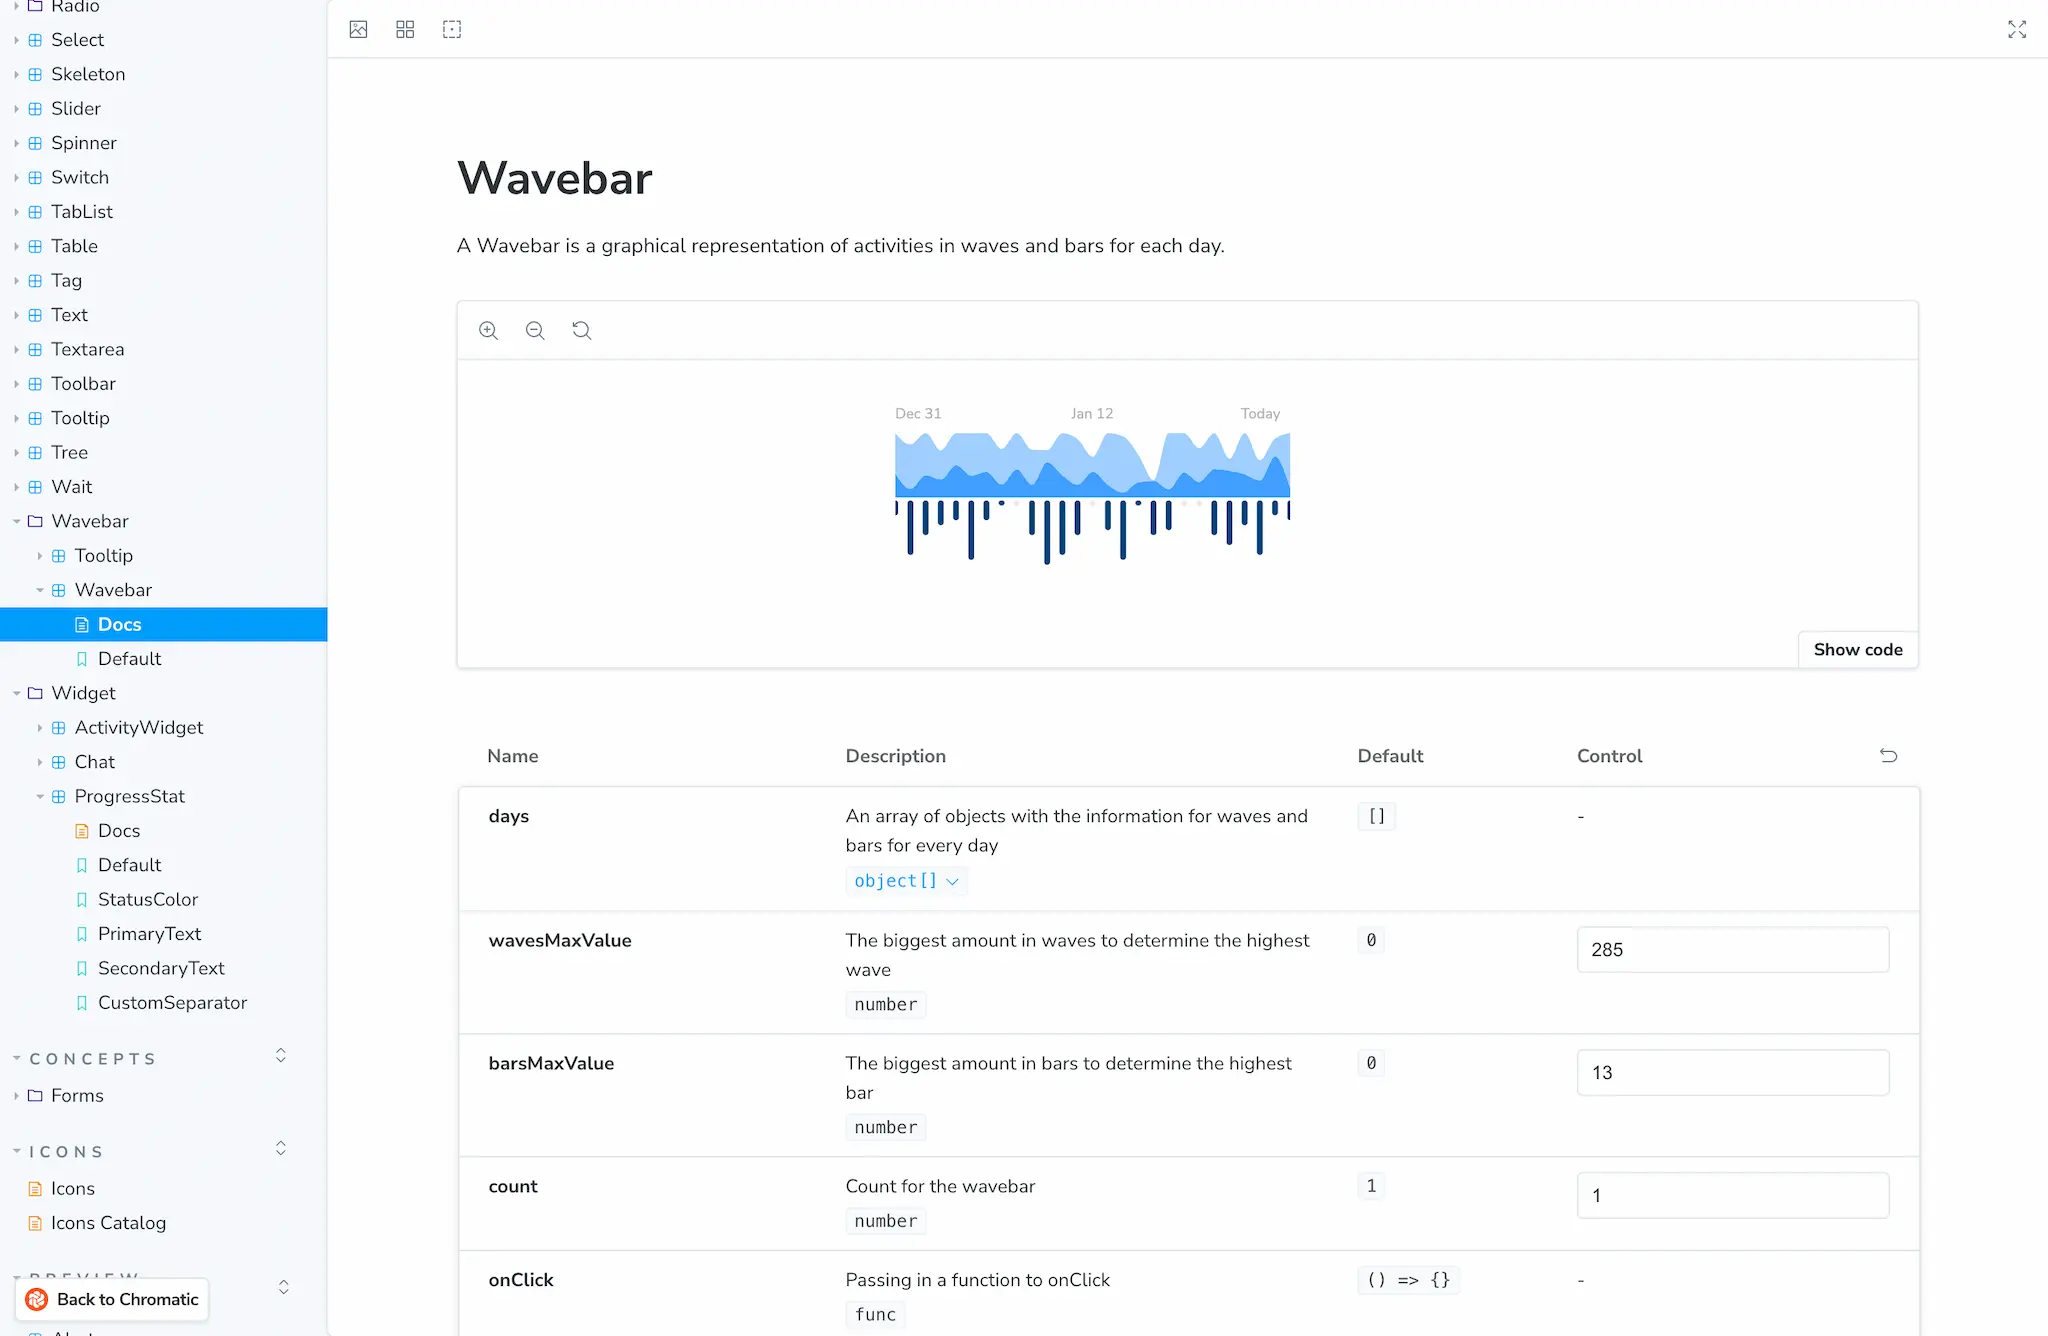 Radio
Select
Skeleton
Slider
Spinner
Switch
TabList
Table
Tag
Text
Textarea
Toolbar
Tooltip
Tree
Wait
Wavebar
Tooltip
Wavebar
Docs
Default
Widget
ActivityWidget
Chat
ProgressStat
Docs
Default
StatusColor
PrimaryText
SecondaryText
CustomSeparator
CONCEPTS
Forms
ICONS
Icons
Icons Catalog
PREVIEW
Back to Chromatic
Wavebar
A Wavebar is a graphical representation of activities in waves and bars for each day.
Dec 31 Jan 12 Today
Show code
Name Description Default Control
days An array of objects with the information for waves and [] -
bars for every day
object[]
wavesMaxValue The biggest amount in waves to determine the highest 0 285
wave
number
barsMaxValue The biggest amount in bars to determine the highest 0 13
bar
number
count Count for the wavebar 1 1
number
onClick Passing in a function to onClick () => {} -
func